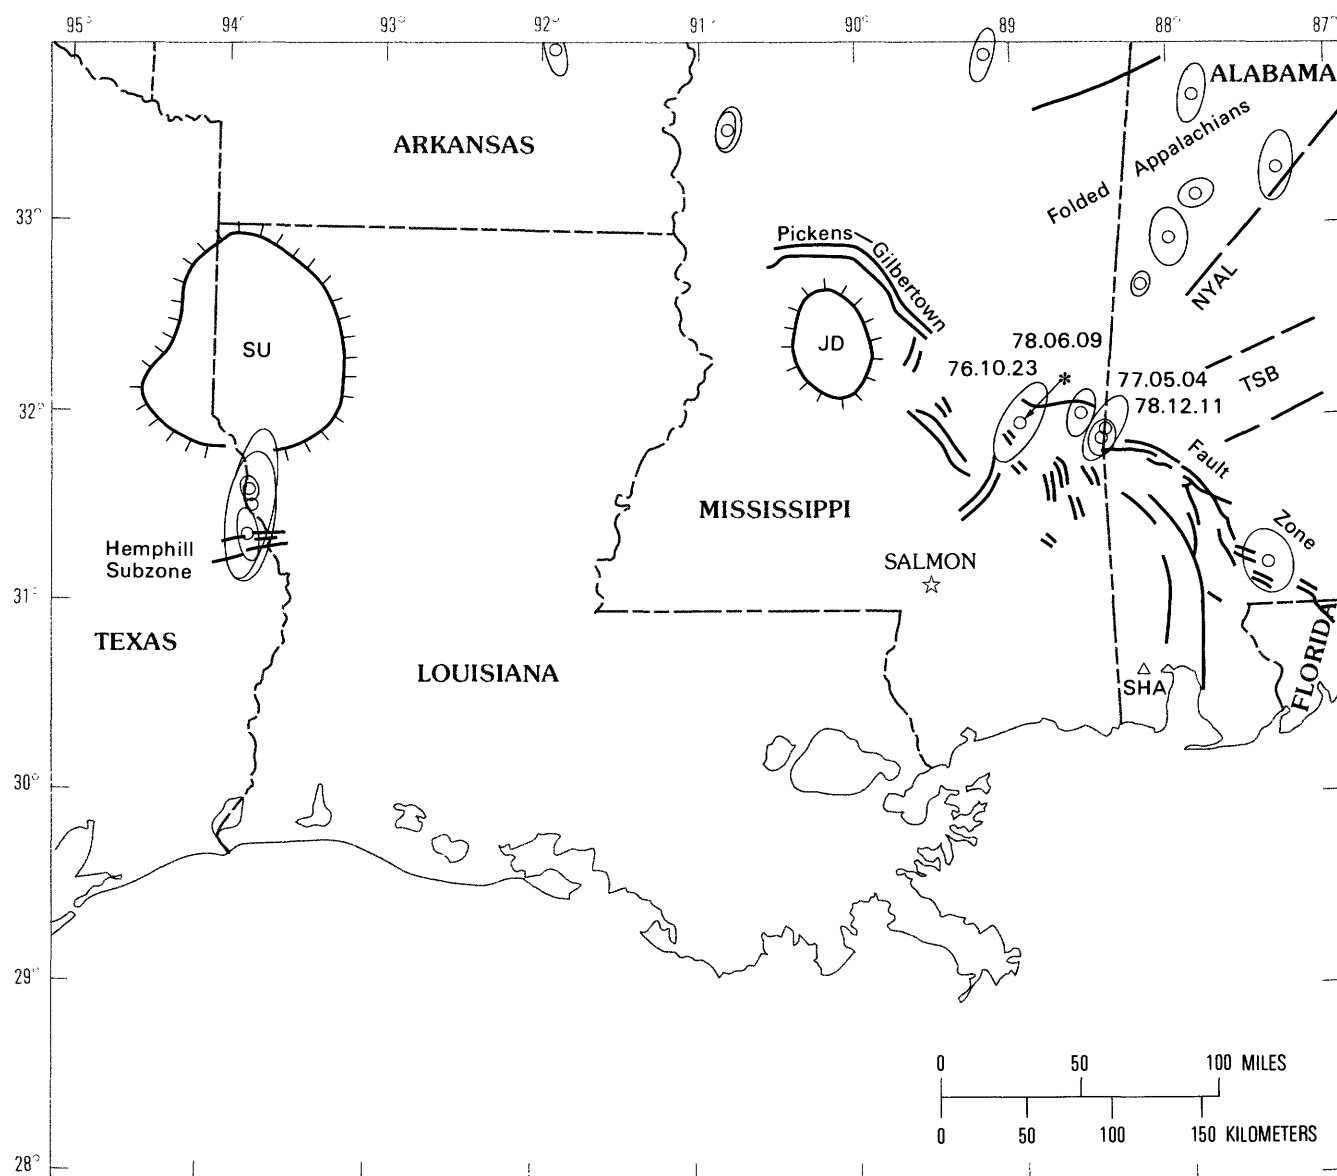 95° 94° 92° 91° 90° 89 88° 87°
ALABAMA
ARKANSAS
Folded Appalachians
33°
Pickens—Gilbertown
NYAL
SU
JD
78.06.09
76.10.23
*
77.05.04
78.12.11
TSB
32°
Fault
Zone
MISSISSIPPI
Hemphill
Subzone
SALMON
31°
TEXAS
LOUISIANA
SHA
FLORIDA
30°
29°
0 50 100 MILES
0 50 100 150 KILOMETERS
28°